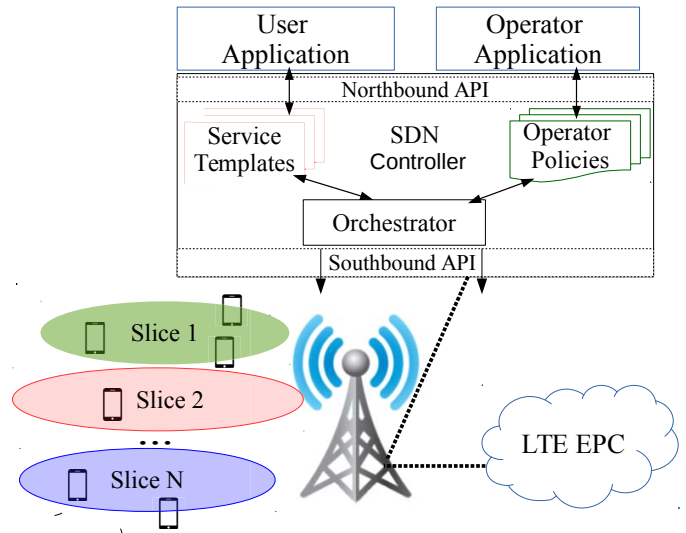 User
Application
Operator
Application
Northbound API
Service
Templates
SDN
Controller
Operator
Policies
Orchestrator
Southbound API
Slice 1
Slice 2
...
Slice N
LTE EPC